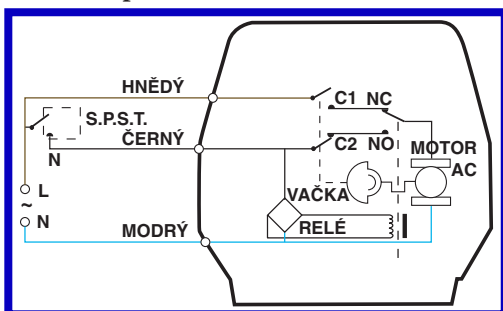 HNĚDÝ
C1 NC
S.P.S.T.
ČERNÝ
N
C2 NO
MOTOR
AC
L
~
N
VAČKA
RELÉ
MODRÝ